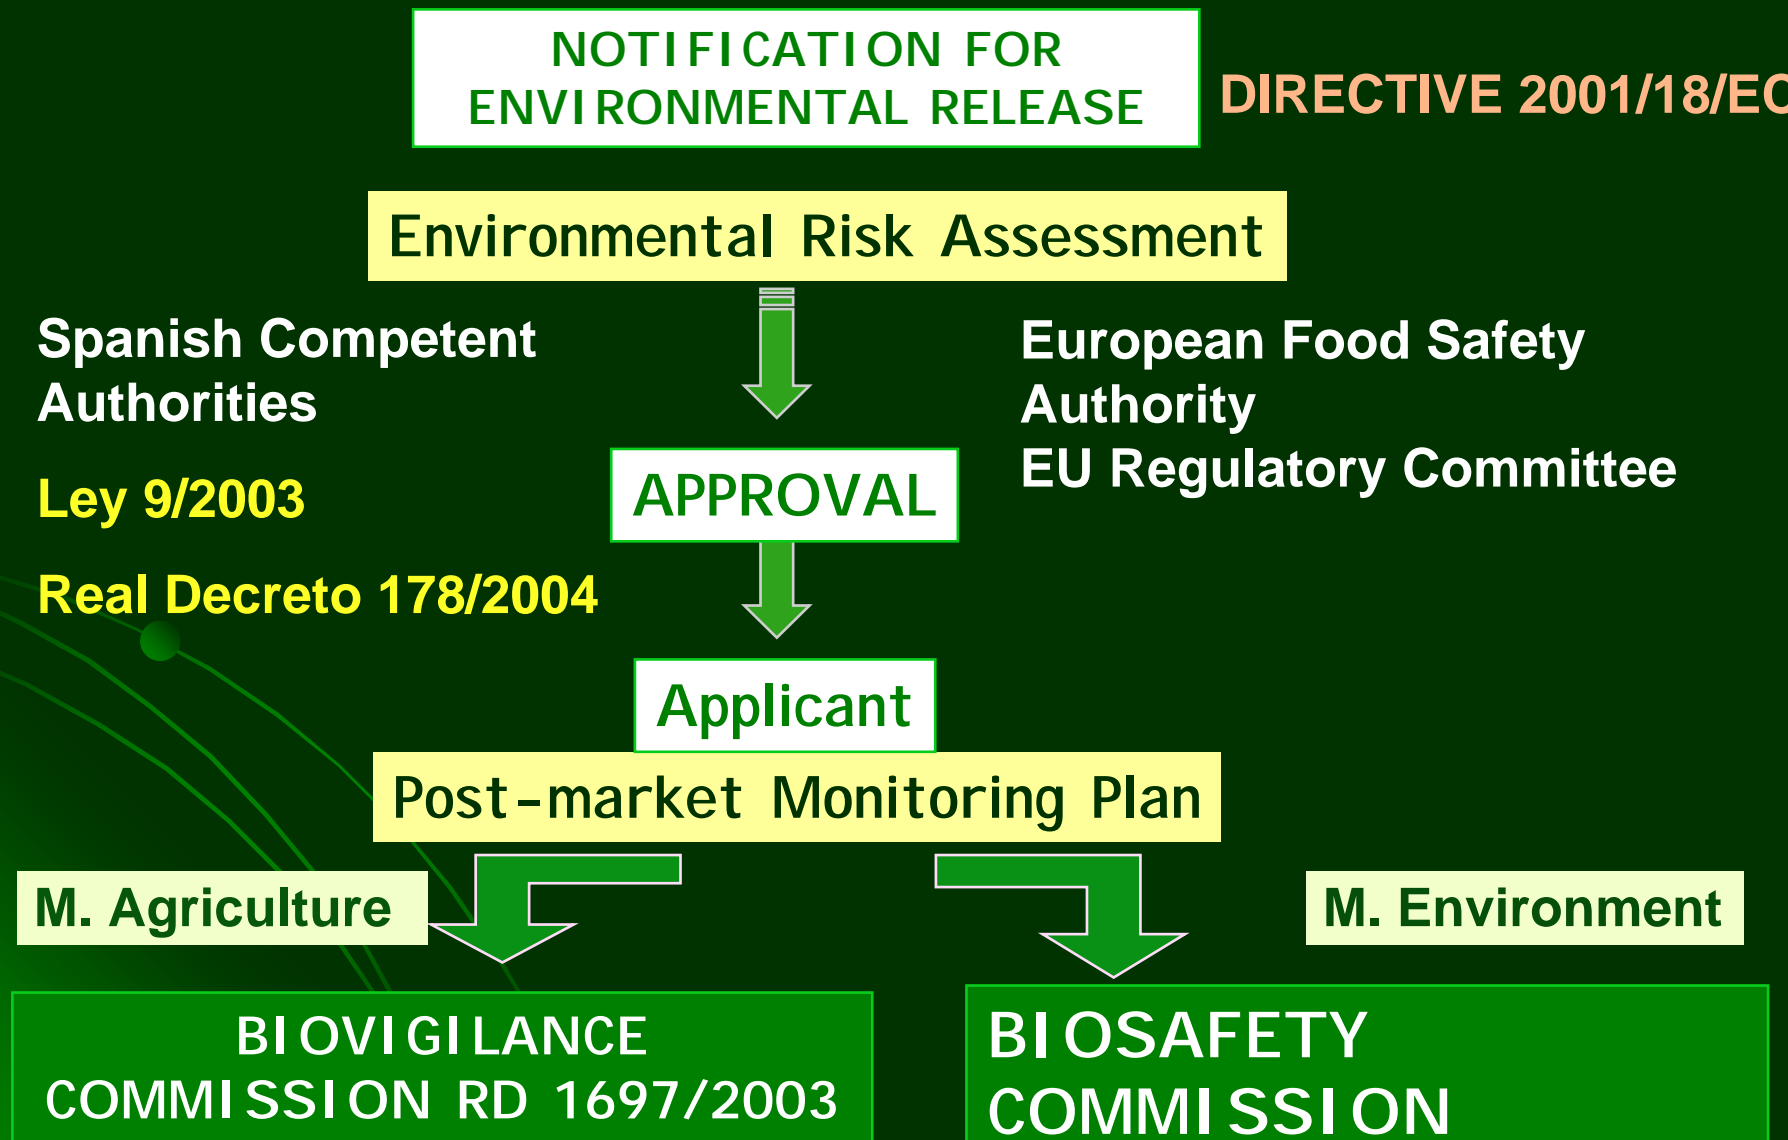 NOTIFICATION FOR
ENVIRONMENTAL RELEASE
DIRECTIVE 2001/18/EC
Environmental Risk Assessment
Spanish Competent
Authorities
Ley 9/2003
Real Decreto 178/2004
European Food Safety
Authority
EU Regulatory Committee
APPROVAL
Applicant
Post-market Monitoring Plan
M. Agriculture
M. Environment
BIOVIGILANCE
COMMISSION RD 1697/2003
BIOSAFETY
COMMISSION